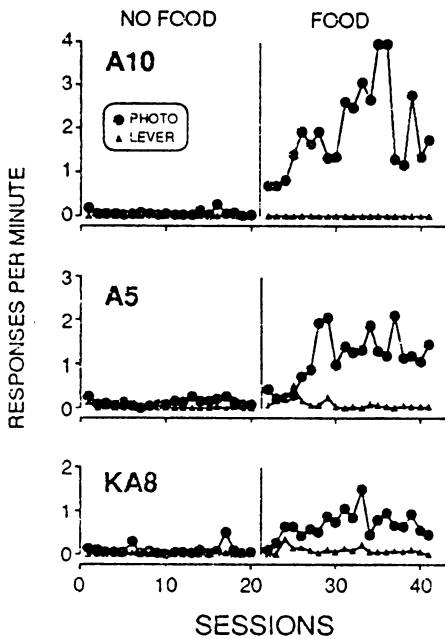 NO FOOD FOOD
4
A10
3
PHOTO
LEVER
2
1
0
RESPONSES PER MINUTE
3
A5
2
1
0
2
KA8
1
0
0 10 20 30 40
SESSIONS